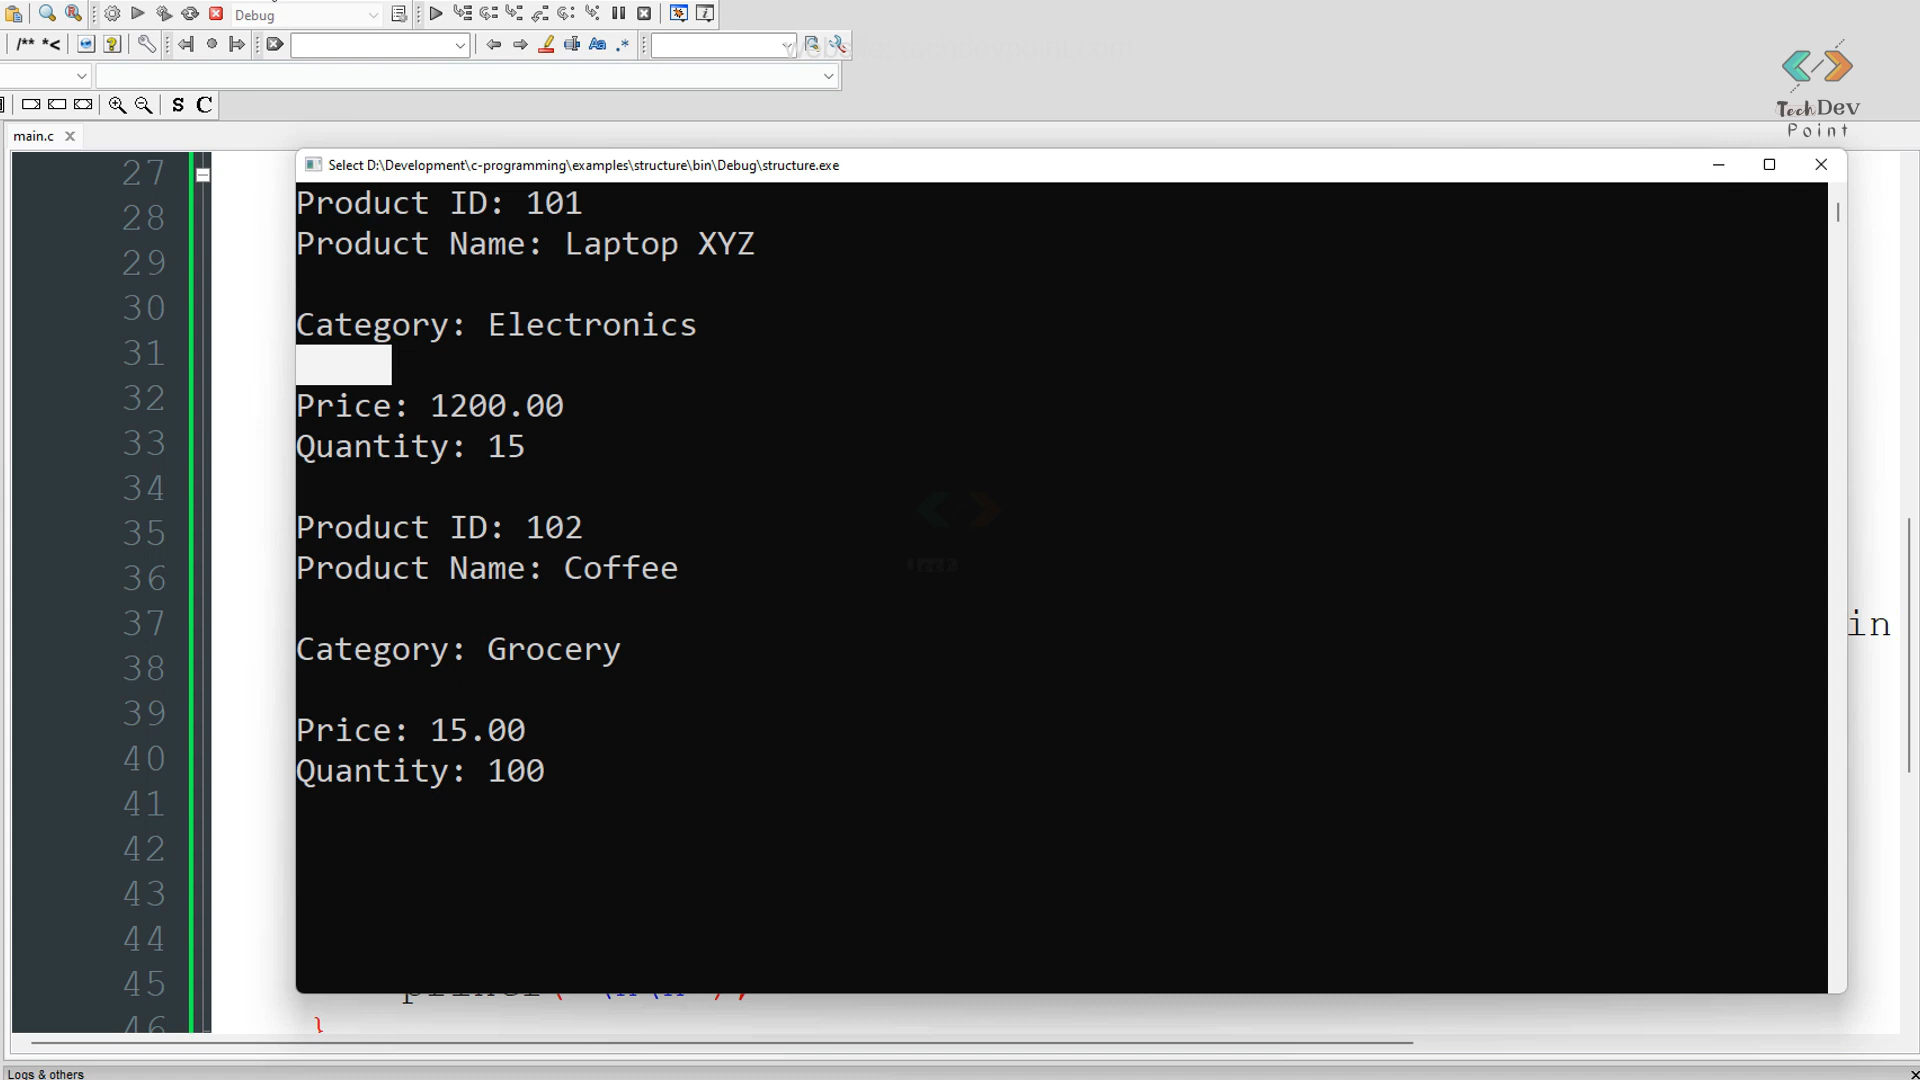 Debug
/** *<
Aa .*
S C
TechDev
Point
main.c
Select D:\Development\c-programming\examples\structure\bin\Debug\structure.exe
27
28
29
30
31
32
33
34
35
36
37
38
39
40
41
42
43
44
45
46
Product ID: 101
Product Name: Laptop XYZ
Category: Electronics
Price: 1200.00
Quantity: 15
Product ID: 102
Product Name: Coffee
Category: Grocery
Price: 15.00
Quantity: 100
in
}
Logs & others